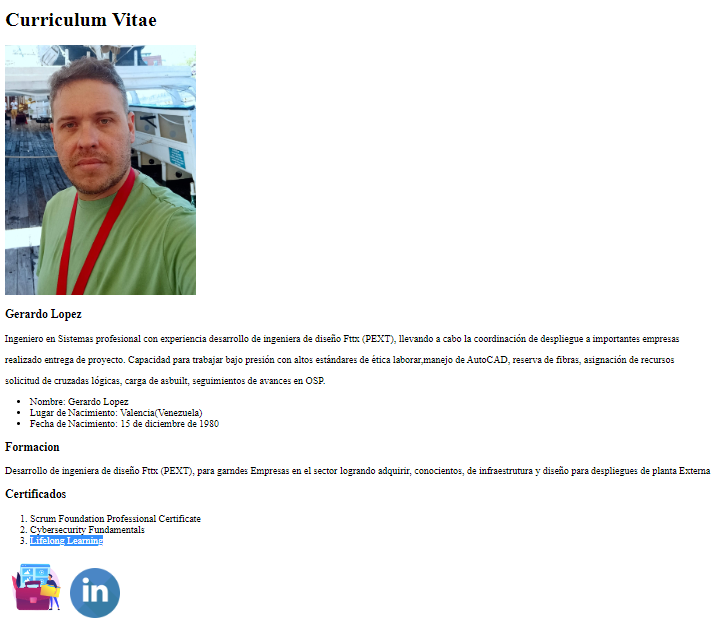 Curriculum Vitae
Gerardo Lopez
Ingeniero en Sistemas profesional con experiencia desarrollo de ingeniera de diseño Fttx (PEXT), llevando a cabo la coordinación de despliegue a importantes empresas
realizado entrega de proyecto. Capacidad para trabajar bajo presión con altos estándares de ética laborar,manejo de AutoCAD, reserva de fibras, asignación de recursos
solicitud de cruzadas lógicas, carga de asbuilt, seguimientos de avances en OSP.
• Nombre: Gerardo Lopez
• Lugar de Nacimiento: Valencia(Venezuela)
• Fecha de Nacimiento: 15 de diciembre de 1980
Formacion
Desarrollo de ingeniera de diseño Fttx (PEXT), para garndes Empresas en el sector logrando adquirir, conocientos, de infraestrutura y diseño para despliegues de planta Externa
Certificados
1. Scrum Foundation Professional Certificate
2. Cybersecurity Fundamentals
3. Lifelong Learning
in